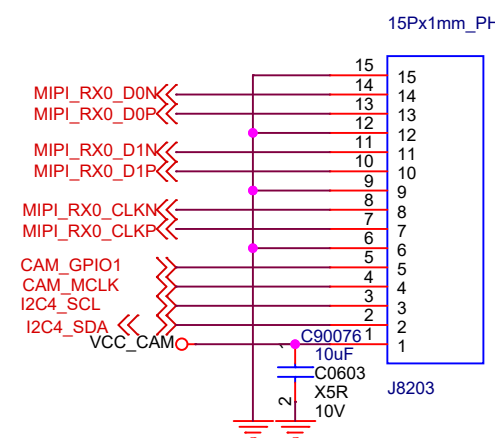 15Px1mm_PH
15 15
MIPI_RX0_D0N 14 14
MIPI_RX0_D0P 13 13
12 12
MIPI_RX0_D1N 11 11
MIPI_RX0_D1P 10 10
9 9
MIPI_RX0_CLKN 8 8
MIPI_RX0_CLKP 7 7
6 6
CAM_GPIO1 5 5
CAM_MCLK 4 4
I2C4_SCL 3 3
I2C4_SDA 2 2
VCC_CAM C90076 1 1
1 10uF
C0603
X5R J8203
2 10V